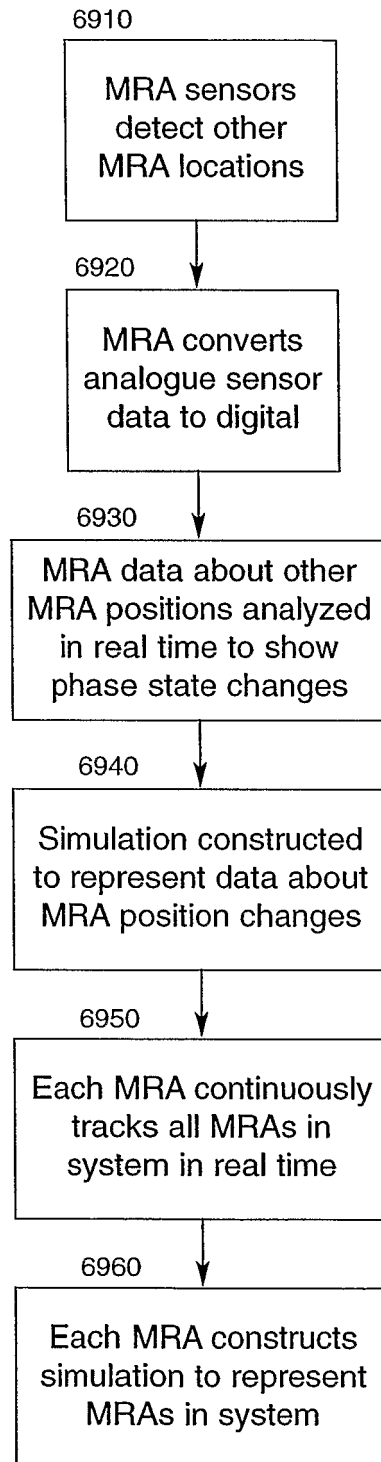 6910
MRA sensors
detect other
MRA locations
6920
MRA converts
analogue sensor
data to digital
6930
MRA data about other
MRA positions analyzed
in real time to show
phase state changes
6940
Simulation constructed
to represent data about
MRA position changes
6950
Each MRA continuously
tracks all MRAs in
system in real time
6960
Each MRA constructs
simulation to represent
MRAs in system